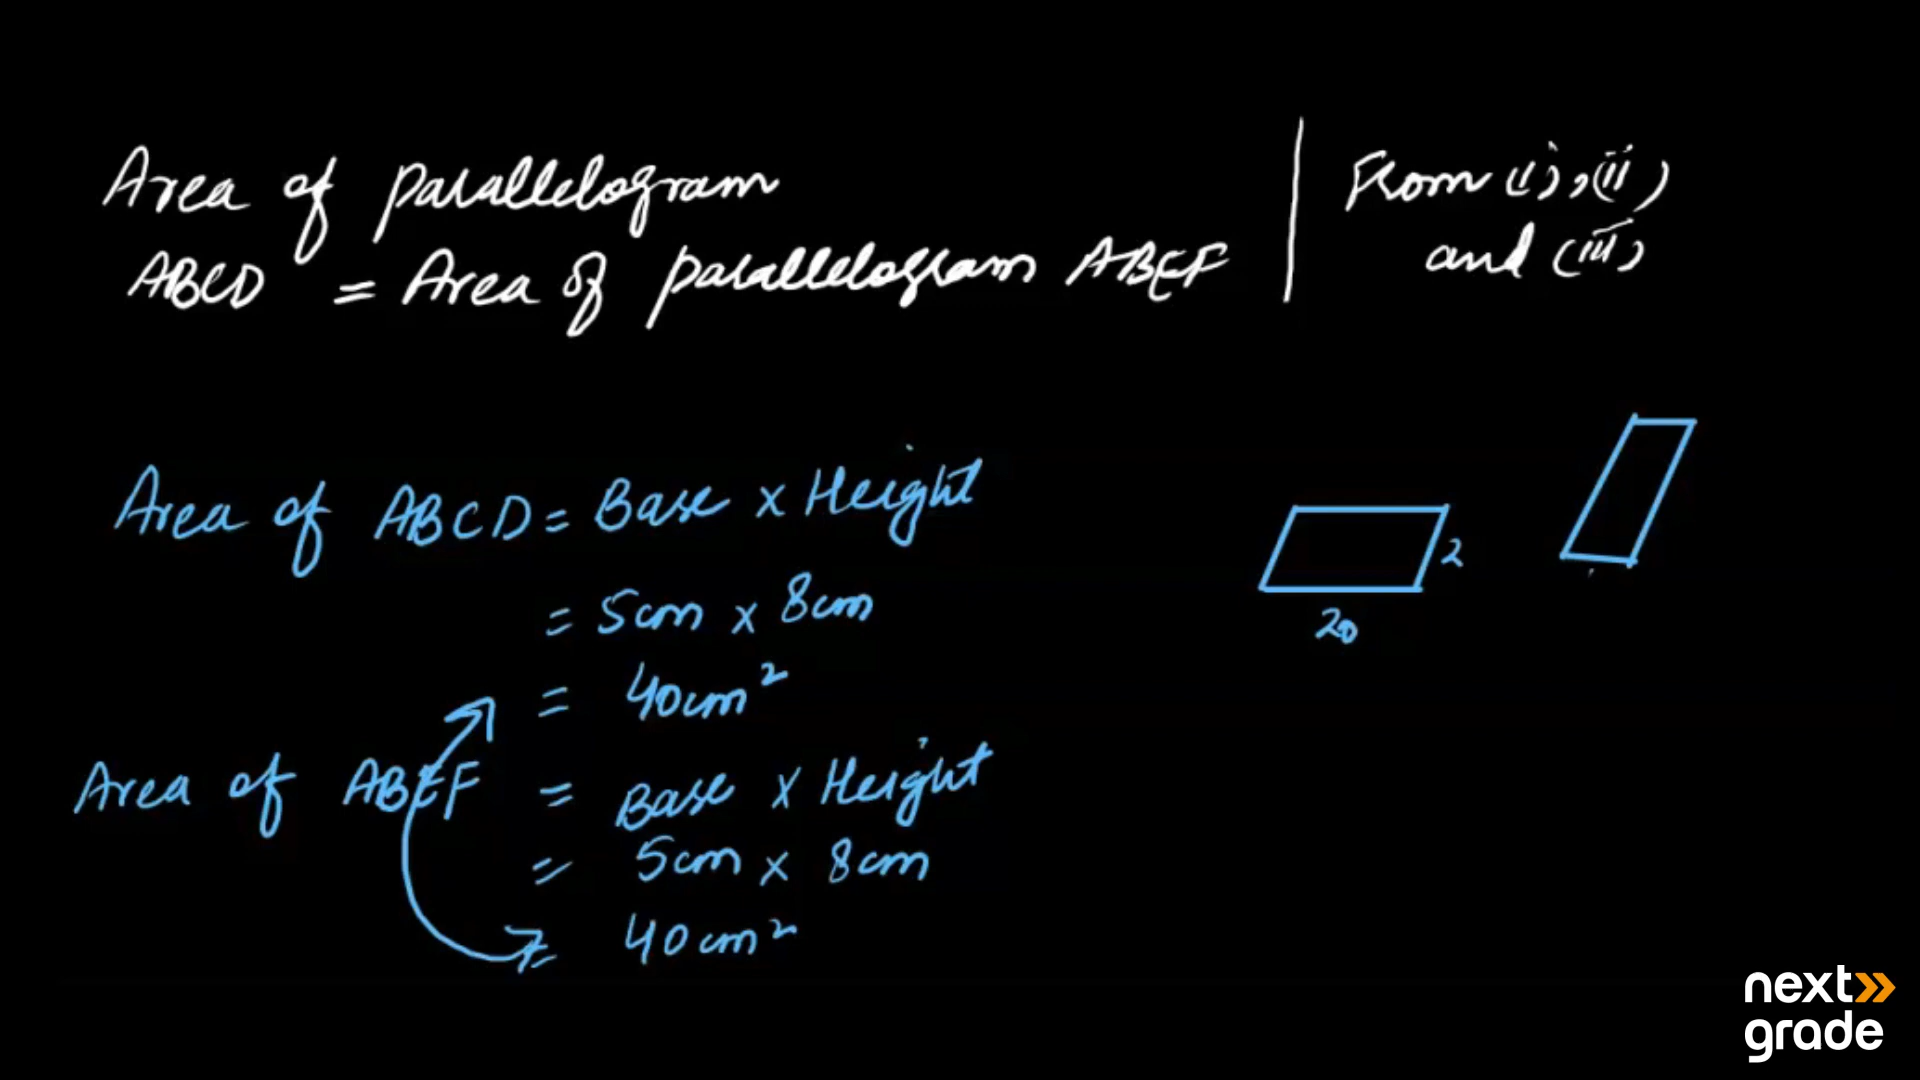 Area of parallelogram
ABCD = Area of parallelogram ABEF
From (i), (ii)
and (iii)
Area of ABCD = Base x Height
= 5cm x 8cm
= 40cm²
Area of ABEF = Base x Height
= 5cm x 8cm
= 40cm²
2
20
next
grade